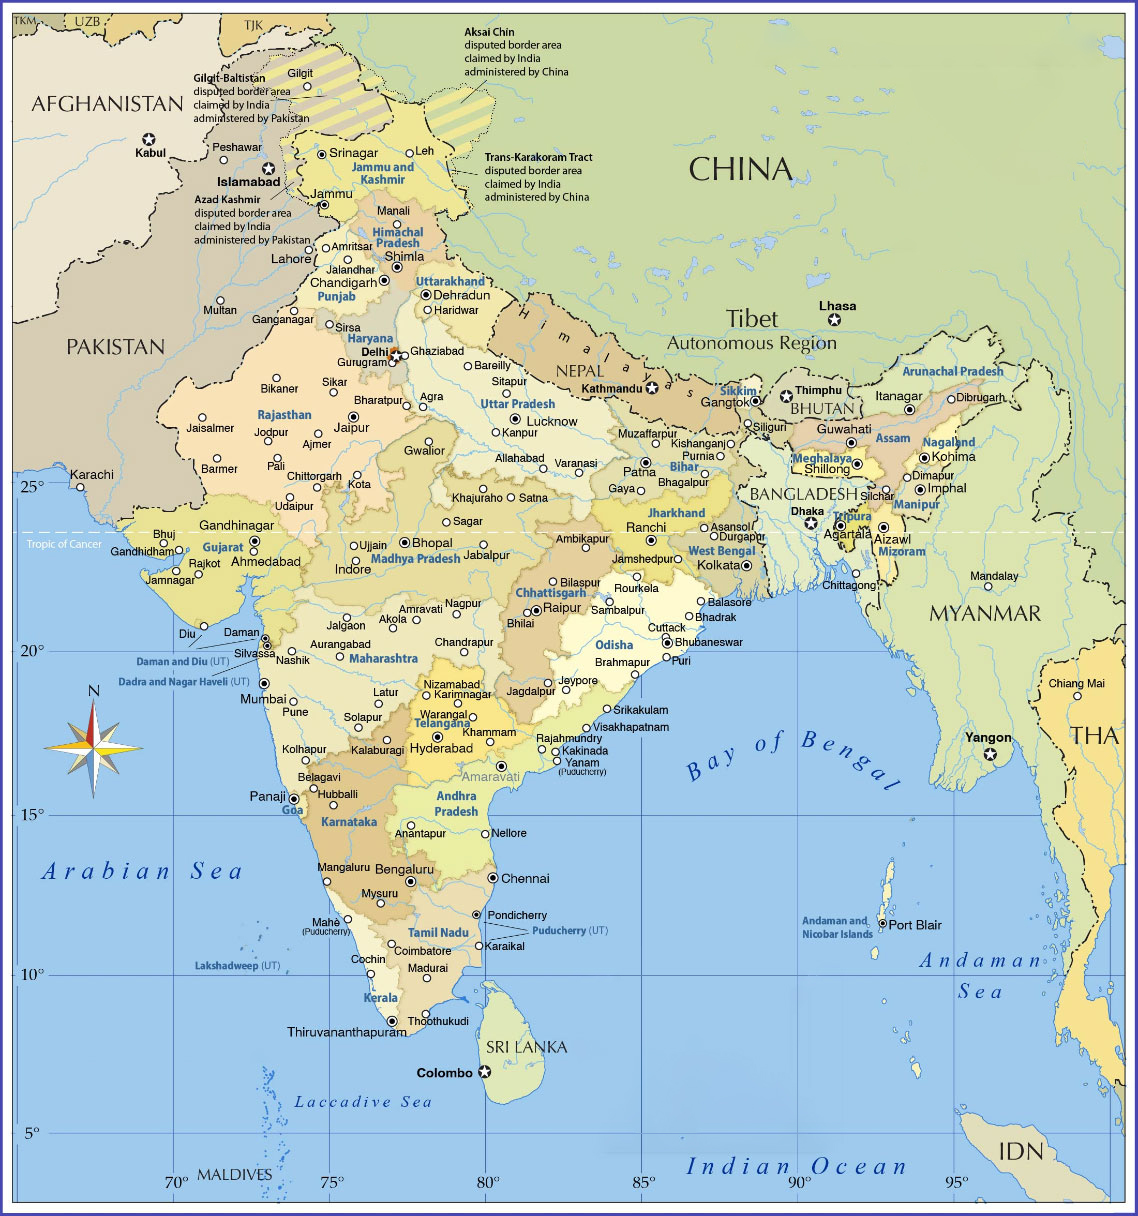 TKM
UZB
TJK
Aksai Chin
disputed border area
claimed by India
administered by China
Gilgit
Gilgit-Baltistan
disputed border area
claimed by India
administered by Pakistan
AFGHANISTAN
Kabul
Peshawar
Islamabad
Srinagar
Leh
Jammu and
Kashmir
Trans-Karakoram Tract
disputed border area
claimed by India
administered by China
CHINA
Azad Kashmir
disputed border area
claimed by India
administered by Pakistan
Jammu
Manali
Himachal
Pradesh
Shimla
Lahore
Amritsar
Jalandhar
Chandigarh
Punjab
Uttarakhand
Dehradun
Haridwar
Multan
Ganganagar
Sirsa
Haryana
Delhi
Ghaziabad
Gurugram
PAKISTAN
Himalayas
Lhasa
Tibet
Autonomous Region
NEPAL
Kathmandu
Bareilly
Sitapur
Sikkim
Gangtok
Thimphu
BHUTAN
Arunachal Pradesh
Itanagar
Dibrugarh
Bikaner
Sikar
Bharatpur
Agra
Uttar Pradesh
Lucknow
Kanpur
Rajasthan
Jaisalmer
Jaipur
Jodpur
Ajmer
Siliguri
Guwahati
Assam
Nagaland
Kohima
Muzaffarpur
Kishanganj
Purnia
Gwalior
Allahabad
Varanasi
Patna
Bihar
Bhagalpur
Gaya
Meghalaya
Shillong
Dimapur
Imphal
Silchar
Manipur
Barmer
Pali
Chittorgarh
Kota
Udaipur
Karachi
25°
Khajuraho
Satna
BANGLADESH
Dhaka
Tripura
Agartala
Aizawl
Mizoram
Jharkhand
Ranchi
Asansol
Durgapur
Sagar
Gandhinagar
Tropic of Cancer
Bhuj
Gandhidham
Gujarat
Ahmedabad
Rajkot
Jamnagar
Ujjain
Bhopal
Indore
Madhya Pradesh
Jabalpur
Ambikapur
Jamshedpur
West Bengal
Kolkata
Chittagong
Mandalay
MYANMAR
Bilaspur
Chhattisgarh
Raipur
Bhilai
Rourkela
Sambalpur
Balasore
Bhadrak
Cuttack
Bhubaneswar
Odisha
Brahmapur
Puri
Diu
Daman
Silvassa
Nashik
Daman and Diu (UT)
Dadra and Nagar Haveli (UT)
20°
Jalgaon
Akola
Amravati
Nagpur
Aurangabad
Maharashtra
Chandrapur
Mumbai
Pune
Latur
Solapur
Nizamabad
Karimnagar
Warangal
Telangana
Khammam
Hyderabad
Jagdalpur
Jeypore
Srikakulam
Visakhapatnam
Rajahmundry
Kakinada
Yanam
(Puducherry)
Chiang Mai
THA
Yangon
Bay of Bengal
N
Kolhapur
Kalaburagi
Amaravati
Belagavi
Hubballi
Panaji
Goa
Karnataka
Andhra
Pradesh
15°
Anantapur
Nellore
Arabian Sea
Mangaluru
Bengaluru
Chennai
Mysuru
Mahè
(Puducherry)
Pondicherry
Puducherry (UT)
Tamil Nadu
Karaikal
Coimbatore
Andaman and
Nicobar Islands
Port Blair
Lakshadweep (UT)
Cochin
Madurai
Andaman
Sea
10°
Kerala
Thoothukudi
Thiruvananthapuram
SRI LANKA
Colombo
Laccadive Sea
5°
IDN
Indian Ocean
MALDIVES
70°
75°
80°
85°
90°
95°